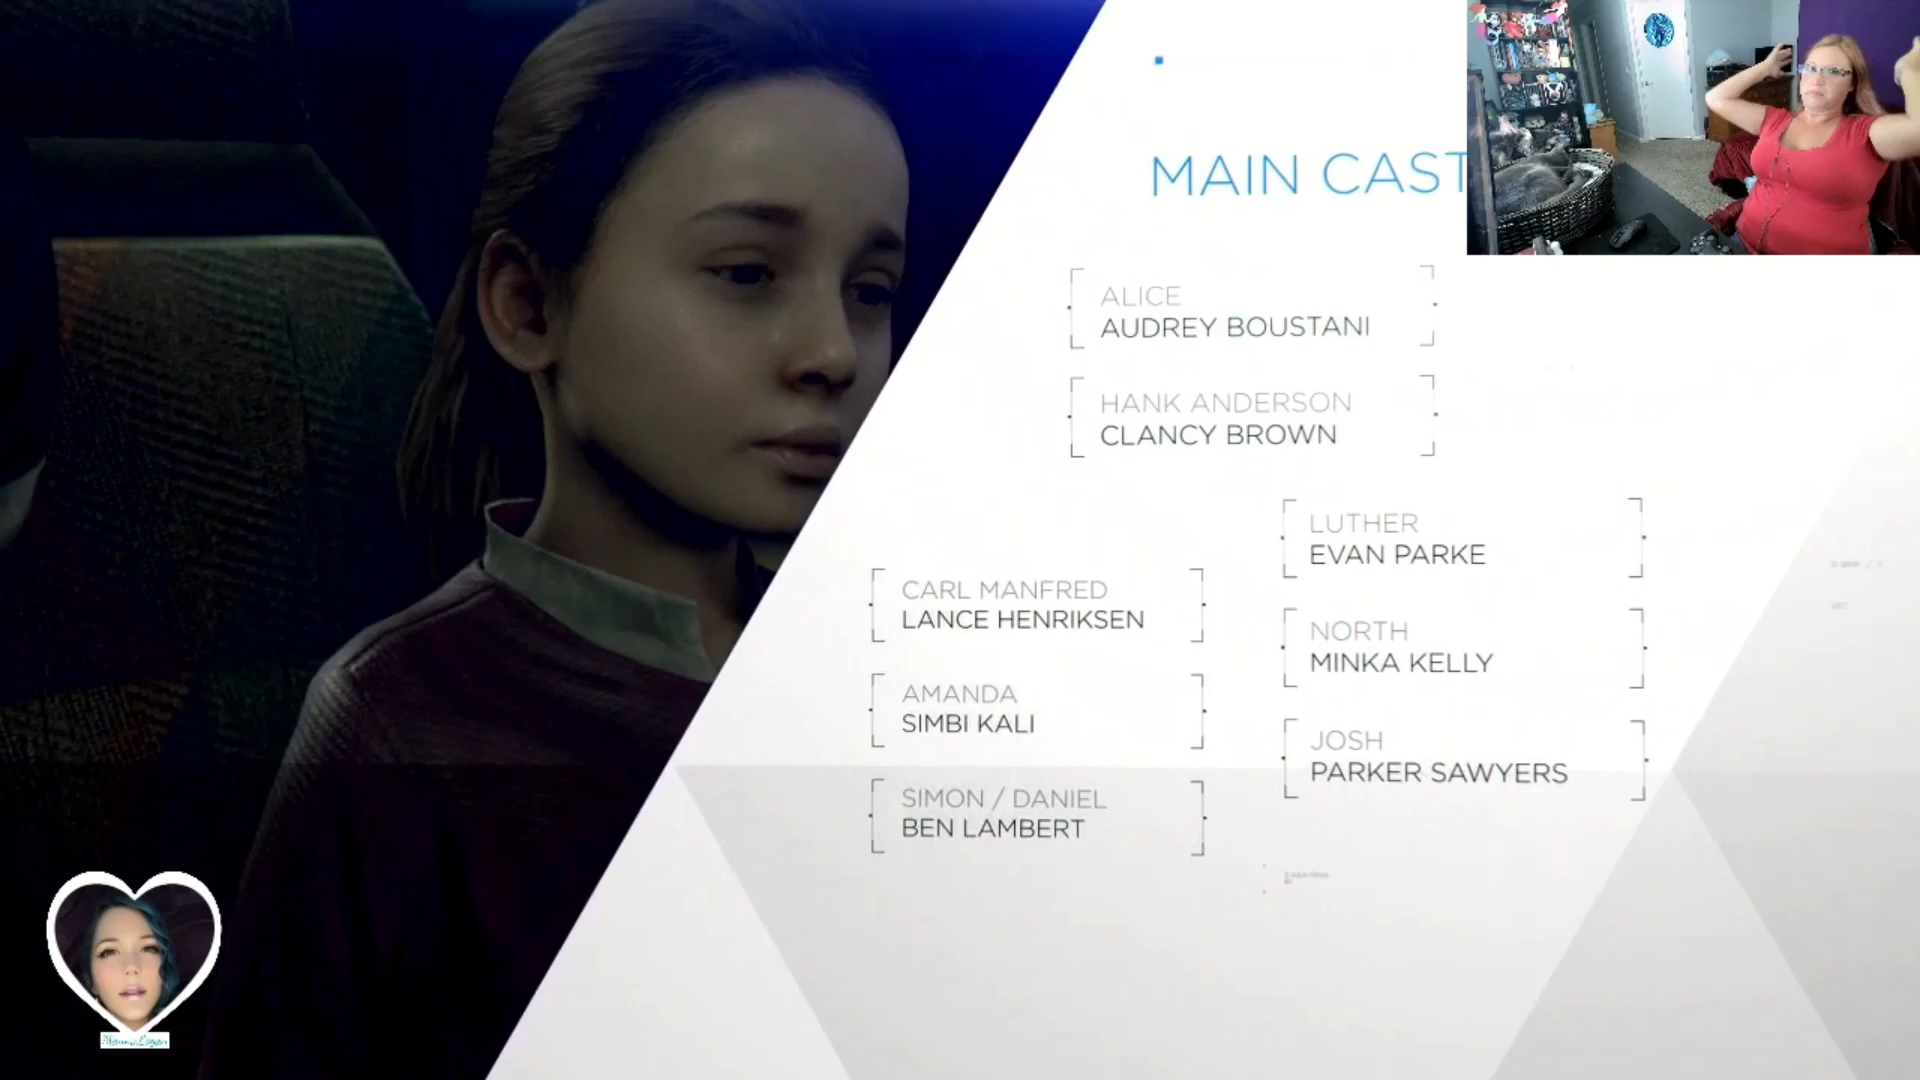 MAIN CAST
ALICE
AUDREY BOUSTANI
HANK ANDERSON
CLANCY BROWN
CARL MANFRED
LANCE HENRIKSEN
AMANDA
SIMBI KALI
SIMON / DANIEL
BEN LAMBERT
LUTHER
EVAN PARKE
NORTH
MINKA KELLY
JOSH
PARKER SAWYERS